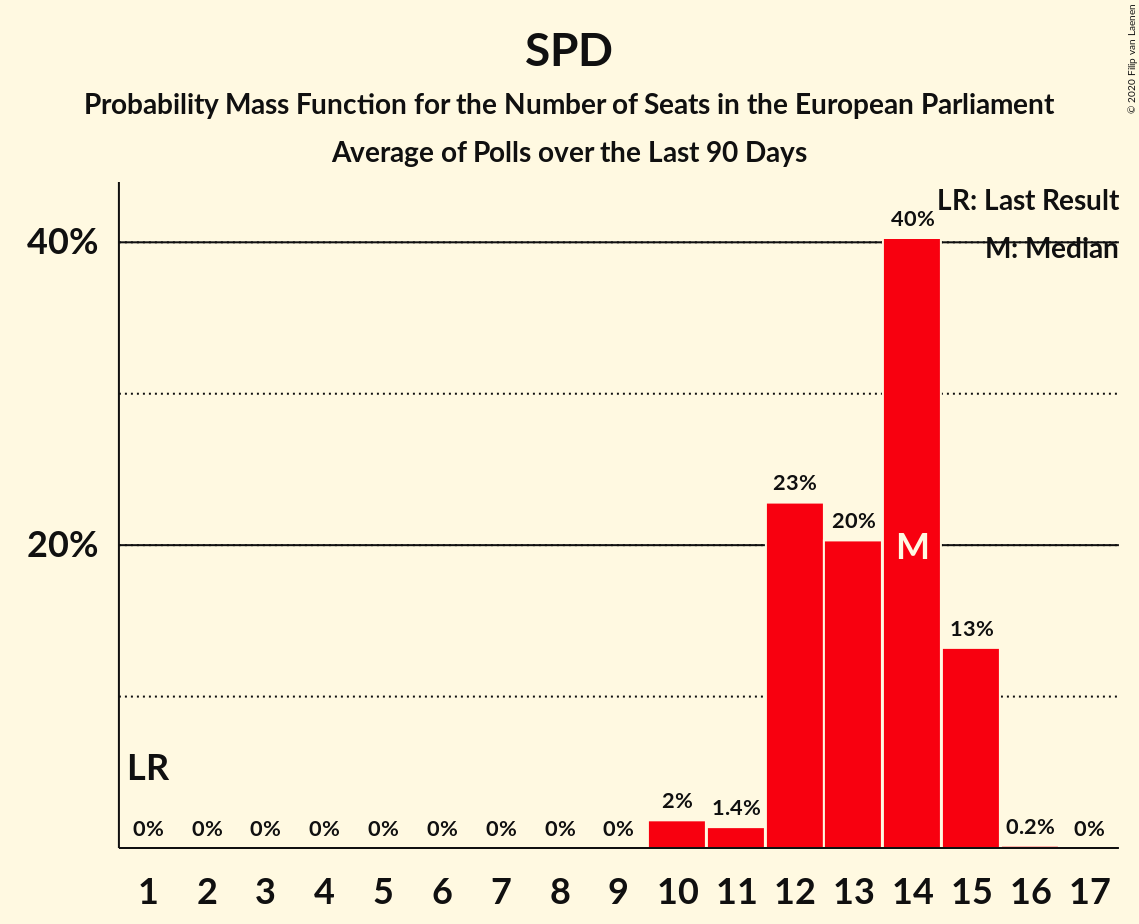 SPD
Probability Mass Function for the Number of Seats in the European Parliament
Average of Polls over the Last 90 Days
© 2020 Filip van Laenen
LR: Last Result
M: Median
40%
20%
40%
23%
20%
M
13%
LR
0% 0% 0% 0% 0% 0% 0% 0% 0% 2% 1.4% 0.2% 0%
1 2 3 4 5 6 7 8 9 10 11 12 13 14 15 16 17